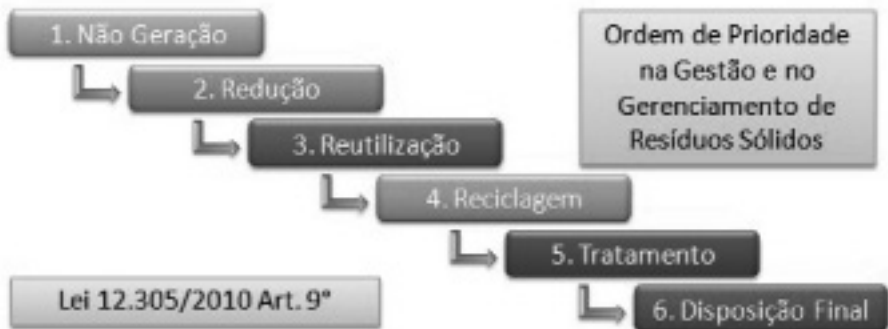 1. Não Geração
2. Redução
3. Reutilização
4. Reciclagem
5. Tratamento
6. Disposição Final
Ordem de Prioridade
na Gestão e no
Gerenciamento de
Resíduos Sólidos
Lei 12.305/2010 Art. 9°